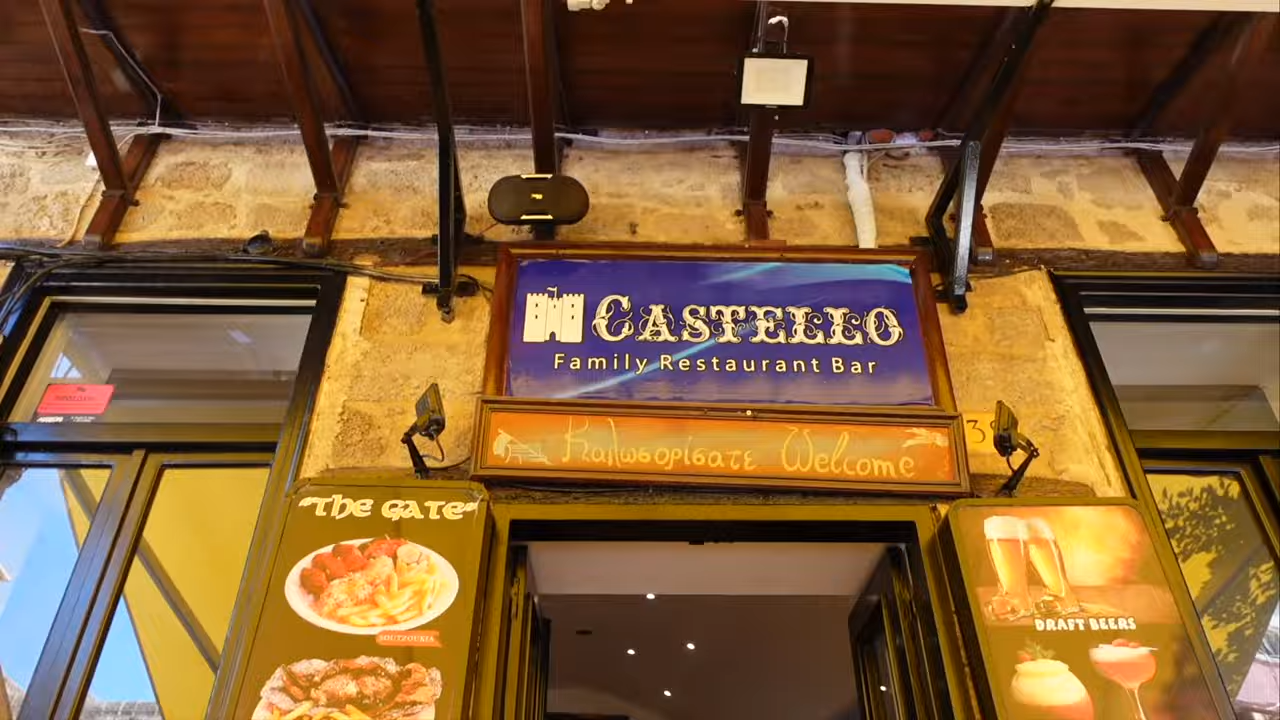 CASTELLO
Family Restaurant Bar
Καλωσορίσατε Welcome
"THE GATE"
SOUTZOUKIA
DRAFT BEERS